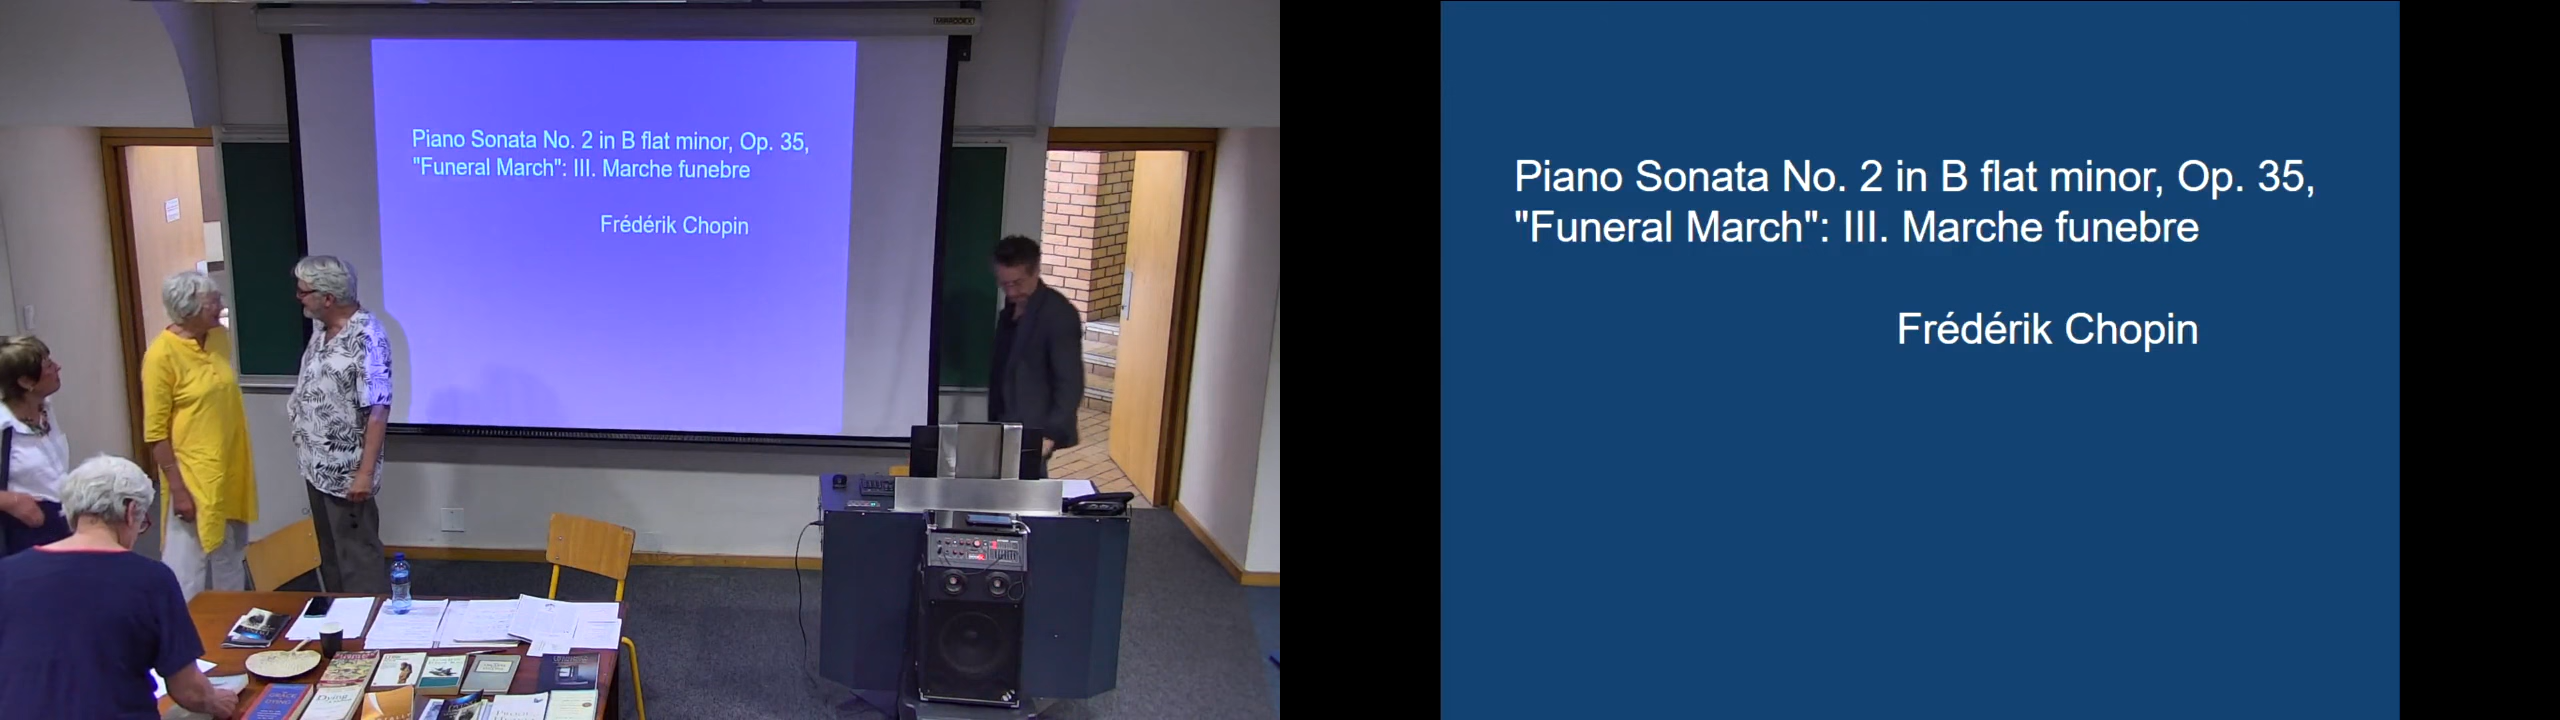 Piano Sonata No. 2 in B flat minor, Op. 35,
"Funeral March": III. Marche funebre
Frédérik Chopin
Piano Sonata No. 2 in B flat minor, Op. 35,
"Funeral March": III. Marche funebre
Frédérik Chopin